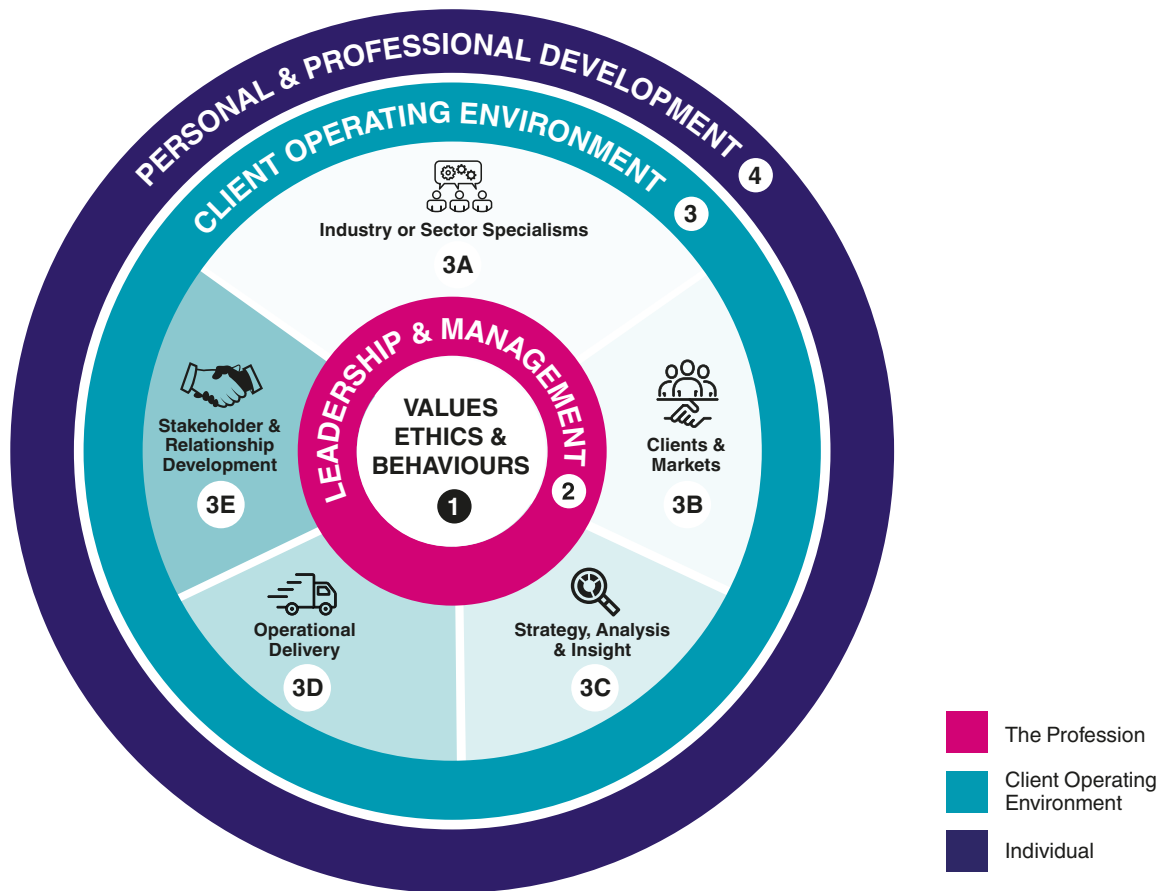 PERSONAL & PROFESSIONAL DEVELOPMENT
4
CLIENT OPERATING ENVIRONMENT
3
Industry or Sector Specialisms
3A
LEADERSHIP & MANAGEMENT
2
VALUES
ETHICS &
BEHAVIOURS
1
Clients &
Markets
3B
Strategy, Analysis
& Insight
3C
Operational
Delivery
3D
Stakeholder &
Relationship
Development
3E
The Profession
Client Operating
Environment
Individual